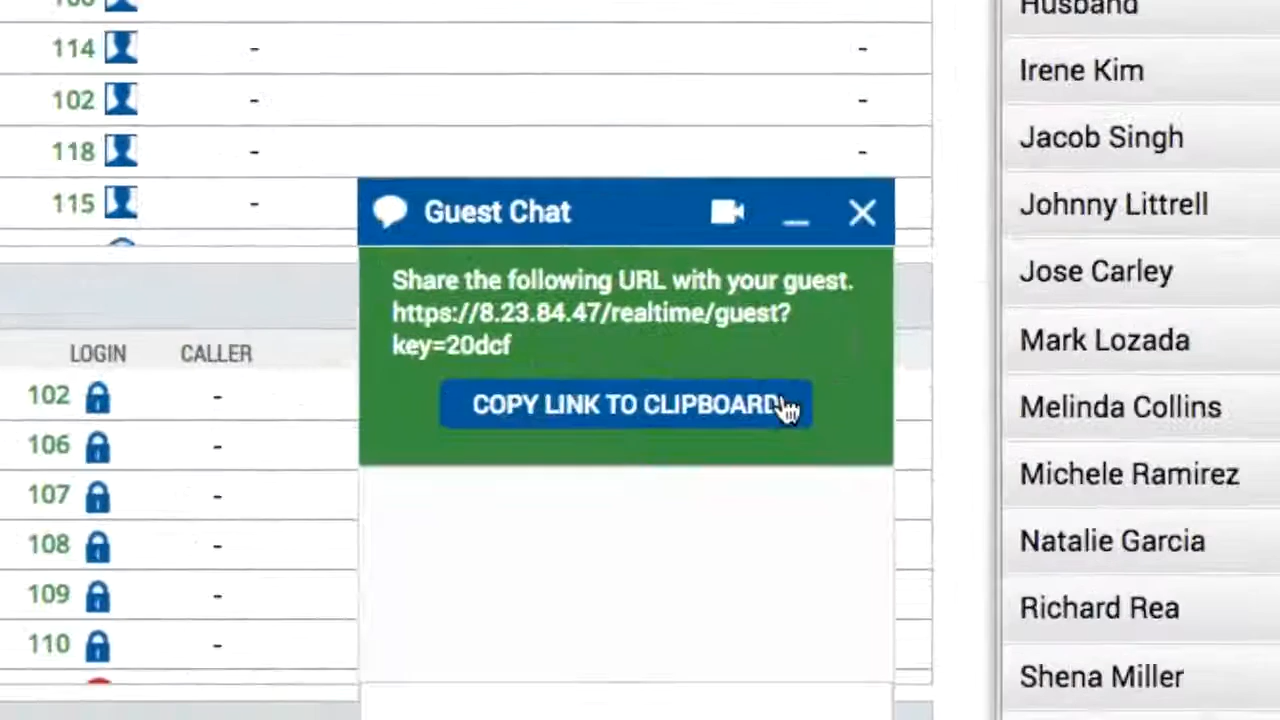 Husband
114 - -
Irene Kim
102 - -
Jacob Singh
118 - -
115 -
Johnny Littrell
Guest Chat
Share the following URL with your guest.
https://8.23.84.47/realtime/guest?
key=20dcf
COPY LINK TO CLIPBOARD
Jose Carley
Mark Lozada
Melinda Collins
Michele Ramirez
Natalie Garcia
Richard Rea
Shena Miller
LOGIN CALLER
102 -
106 -
107 -
108 -
109 -
110 -